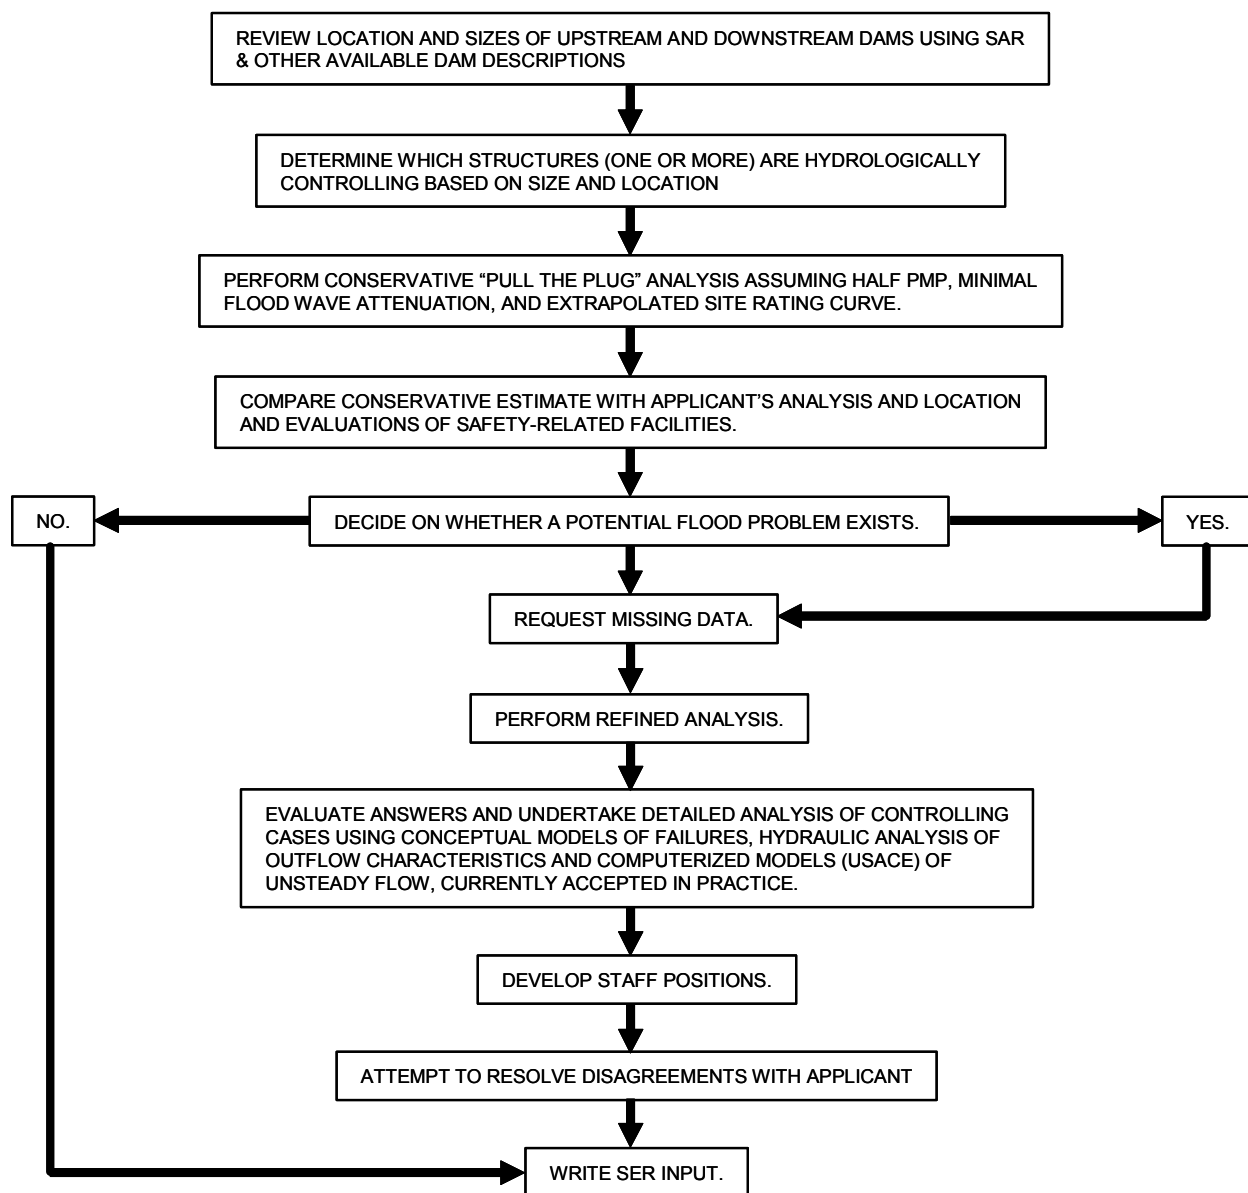 REVIEW LOCATION AND SIZES OF UPSTREAM AND DOWNSTREAM DAMS USING SAR
& OTHER AVAILABLE DAM DESCRIPTIONS
DETERMINE WHICH STRUCTURES (ONE OR MORE) ARE HYDROLOGICALLY
CONTROLLING BASED ON SIZE AND LOCATION
PERFORM CONSERVATIVE “PULL THE PLUG” ANALYSIS ASSUMING HALF PMP, MINIMAL
FLOOD WAVE ATTENUATION, AND EXTRAPOLATED SITE RATING CURVE.
COMPARE CONSERVATIVE ESTIMATE WITH APPLICANT’S ANALYSIS AND LOCATION
AND EVALUATIONS OF SAFETY-RELATED FACILITIES.
NO.
DECIDE ON WHETHER A POTENTIAL FLOOD PROBLEM EXISTS.
YES.
REQUEST MISSING DATA.
PERFORM REFINED ANALYSIS.
EVALUATE ANSWERS AND UNDERTAKE DETAILED ANALYSIS OF CONTROLLING
CASES USING CONCEPTUAL MODELS OF FAILURES, HYDRAULIC ANALYSIS OF
OUTFLOW CHARACTERISTICS AND COMPUTERIZED MODELS (USACE) OF
UNSTEADY FLOW, CURRENTLY ACCEPTED IN PRACTICE.
DEVELOP STAFF POSITIONS.
ATTEMPT TO RESOLVE DISAGREEMENTS WITH APPLICANT
WRITE SER INPUT.